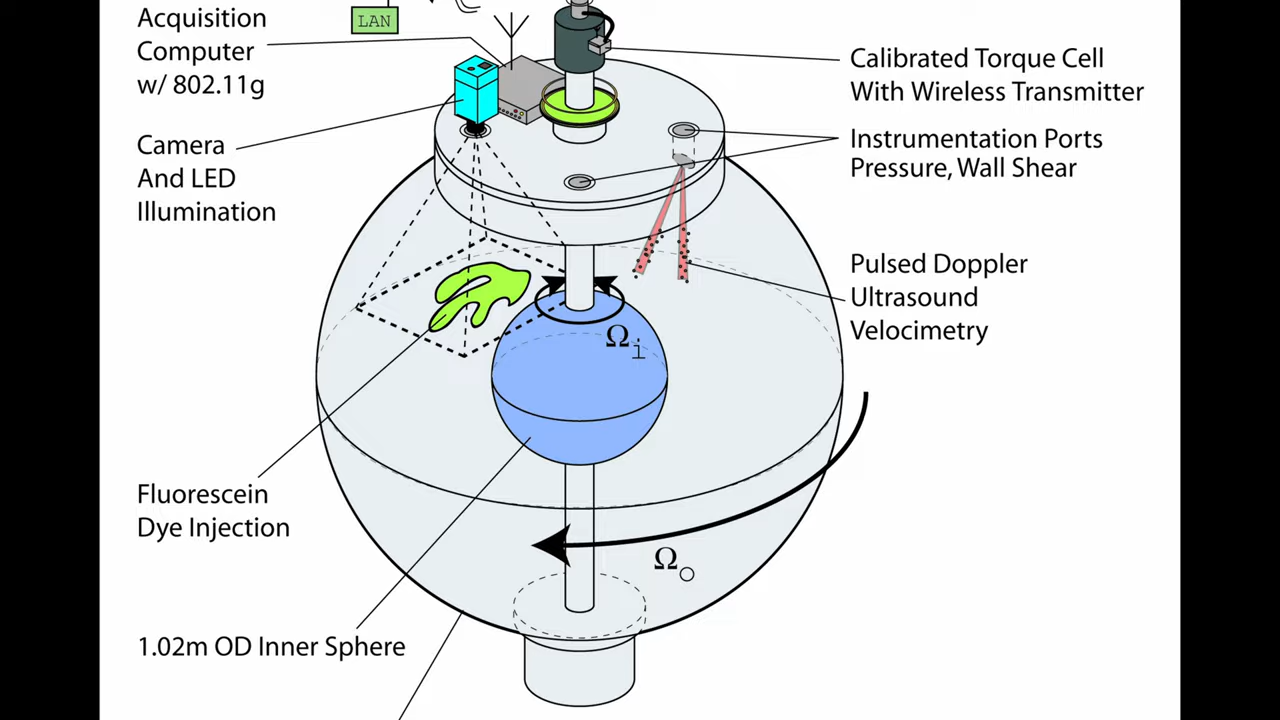 LAN
Acquisition
Computer
w/ 802.11g
Camera
And LED
Illumination
Calibrated Torque Cell
With Wireless Transmitter
Instrumentation Ports
Pressure, Wall Shear
Pulsed Doppler
Ultrasound
Velocimetry
Ωi
Fluorescein
Dye Injection
Ωo
1.02m OD Inner Sphere